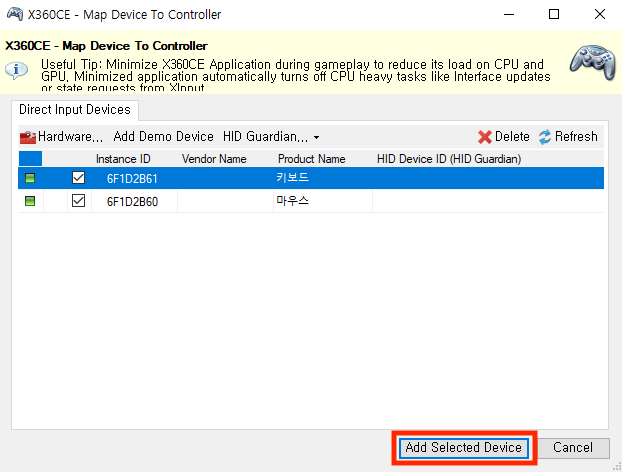 X360CE - Map Device To Controller
X360CE - Map Device To Controller
Useful Tip: Minimize X360CE Application during gameplay to reduce its load on CPU and
GPU. Minimized application automatically turns off CPU heavy tasks like Interface updates
or state requests from XInput.
Direct Input Devices
Hardware... Add Demo Device HID Guardian... Delete Refresh
Instance ID Vendor Name Product Name HID Device ID (HID Guardian)
6F1D2B61 키보드
6F1D2B60 마우스
Add Selected Device Cancel